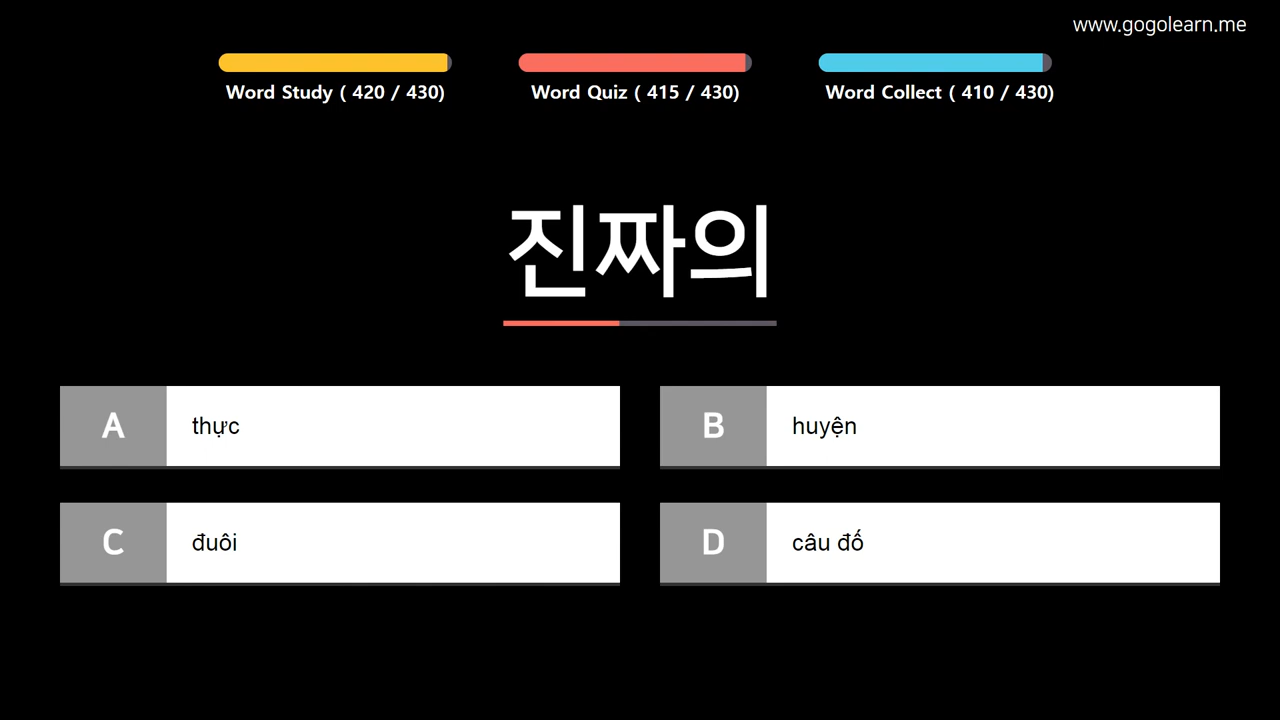 www.gogolearn.me
Word Study ( 420 / 430)
Word Quiz ( 415 / 430)
Word Collect ( 410 / 430)
진짜의
A thực
B huyện
C đuôi
D câu đố